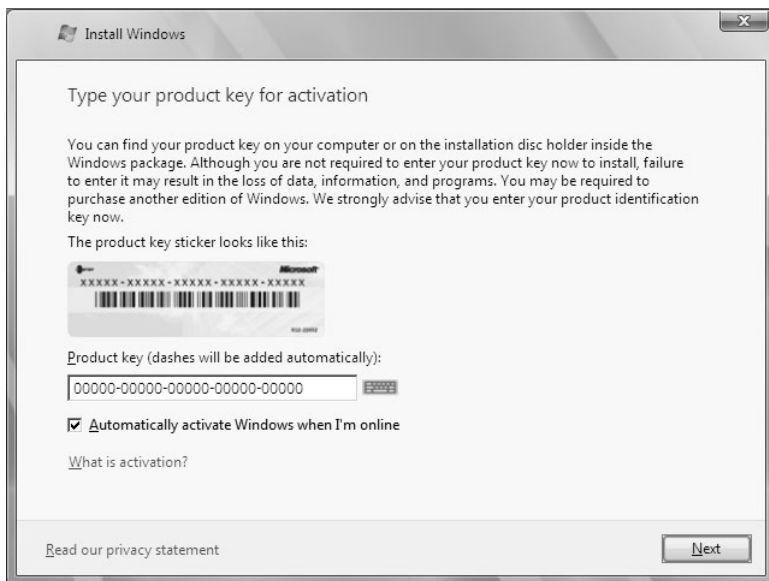 Install Windows
Type your product key for activation
You can find your product key on your computer or on the installation disc holder inside the
Windows package. Although you are not required to enter your product key now to install, failure
to enter it may result in the loss of data, information, and programs. You may be required to
purchase another edition of Windows. We strongly advise that you enter your product identification
key now.
The product key sticker looks like this:
Microsoft
XXXXX-XXXXX-XXXXX-XXXXX-XXXXX
Product key (dashes will be added automatically):
00000-00000-00000-00000-00000
Automatically activate Windows when I'm online
What is activation?
Read our privacy statement
Next